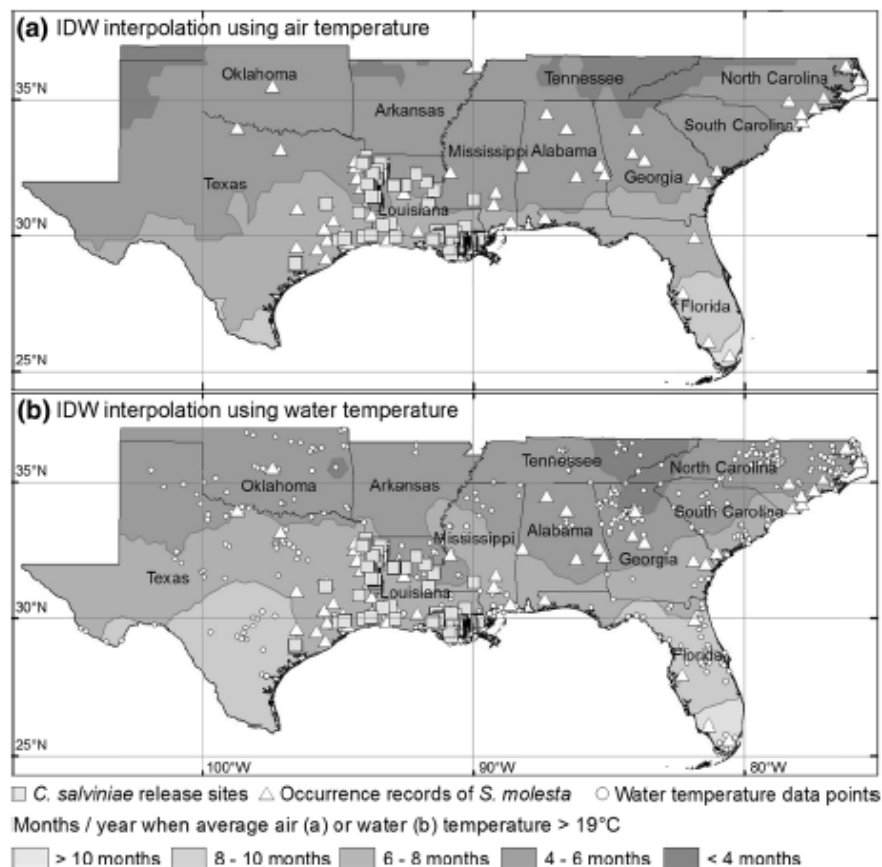 (a) IDW interpolation using air temperature
Oklahoma
Tennessee
North Carolina
35°N
Arkansas
South Carolina
Mississippi
Alabama
Texas
Georgia
Louisiana
30°N
Florida
25°N
(b) IDW interpolation using water temperature
Tennessee
North Carolina
35°N
Oklahoma
Arkansas
South Carolina
Mississippi
Alabama
Georgia
Texas
Louisiana
30°N
Florida
25°N
100°W 90°W 80°W
C. salviniae release sites Occurrence records of S. molesta Water temperature data points
Months / year when average air (a) or water (b) temperature > 19°C
> 10 months 8 - 10 months 6 - 8 months 4 - 6 months < 4 months